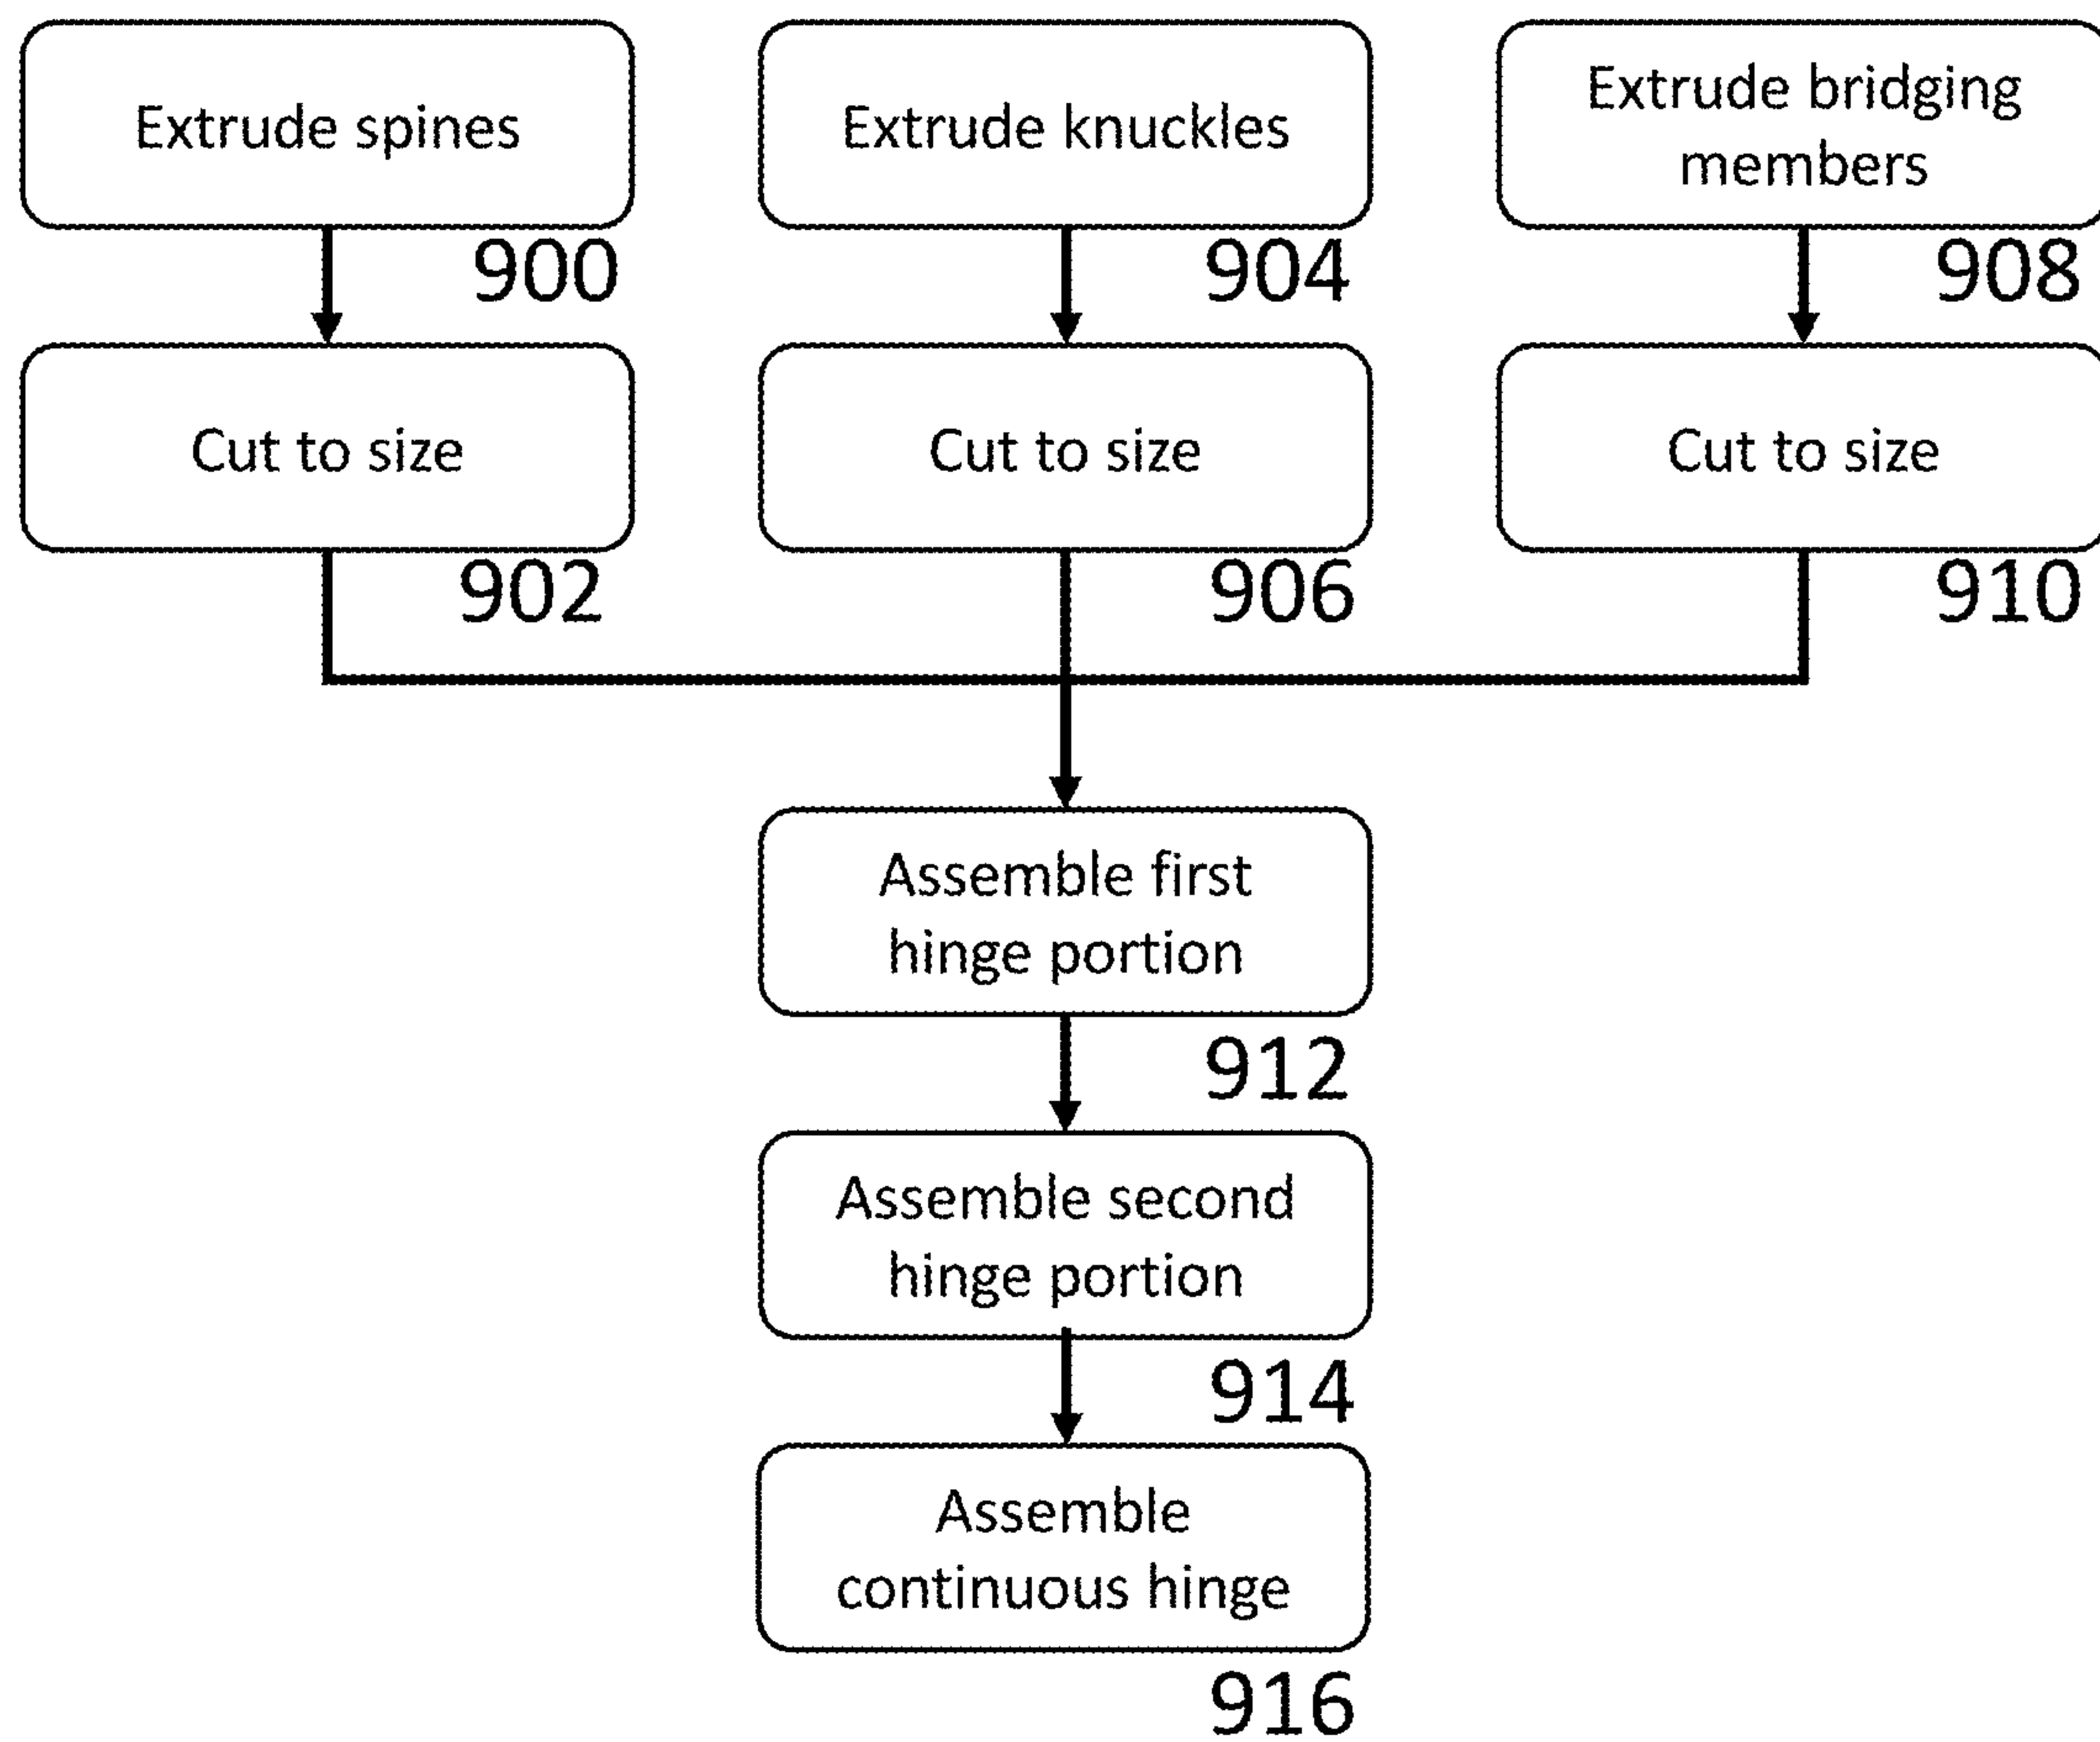 Extrude spines
Extrude knuckles
Extrude bridging
members
900
904
908
Cut to size
Cut to size
Cut to size
902
906
910
Assemble first
hinge portion
912
Assemble second
hinge portion
914
Assemble
continuous hinge
916